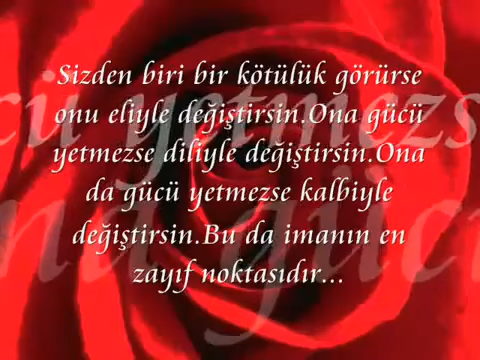 Sizden biri bir kötülük görürse
onu eliyle değiştirsin.Ona gücü
yetmezse diliyle değiştirsin.Ona
da gücü yetmezse kalbiyle
değiştirsin.Bu da imanın en
zayıf noktasıdır...